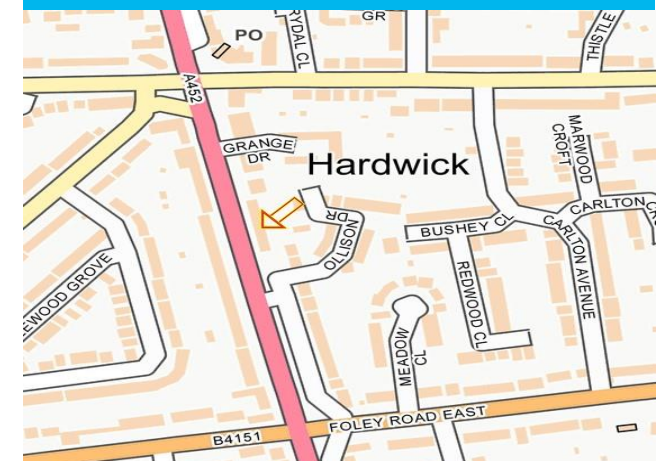 GR
RYDAL CL
PO
THISTLE
A452
GRANGE
DR
Hardwick
MARWOOD
CROFT
OLLISON
DR
BUSHEY CL
CARLTON
CARLTON AVENUE
REDWOOD CL
EWOOD GROVE
MEADOW
CL
FOLEY ROAD EAST
B4151